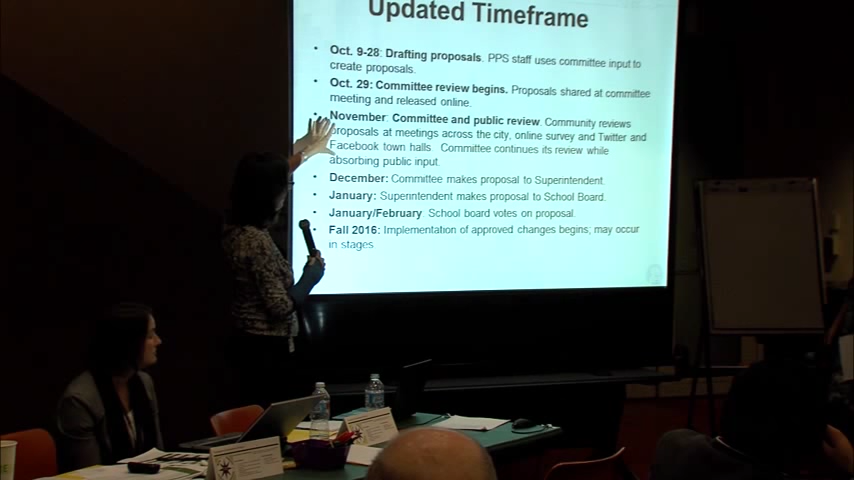 Updated Timeframe
• Oct. 9-28: Drafting proposals. PPS staff uses committee input to
create proposals.
• Oct. 29: Committee review begins. Proposals shared at committee
meeting and released online.
• November: Committee and public review. Community reviews
proposals at meetings across the city, online survey and Twitter and
Facebook town halls Committee continues its review while
absorbing public input.
• December: Committee makes proposal to Superintendent.
• January: Superintendent makes proposal to School Board.
• January/February School board votes on proposal.
• Fall 2016: Implementation of approved changes begins; may occur
in stages